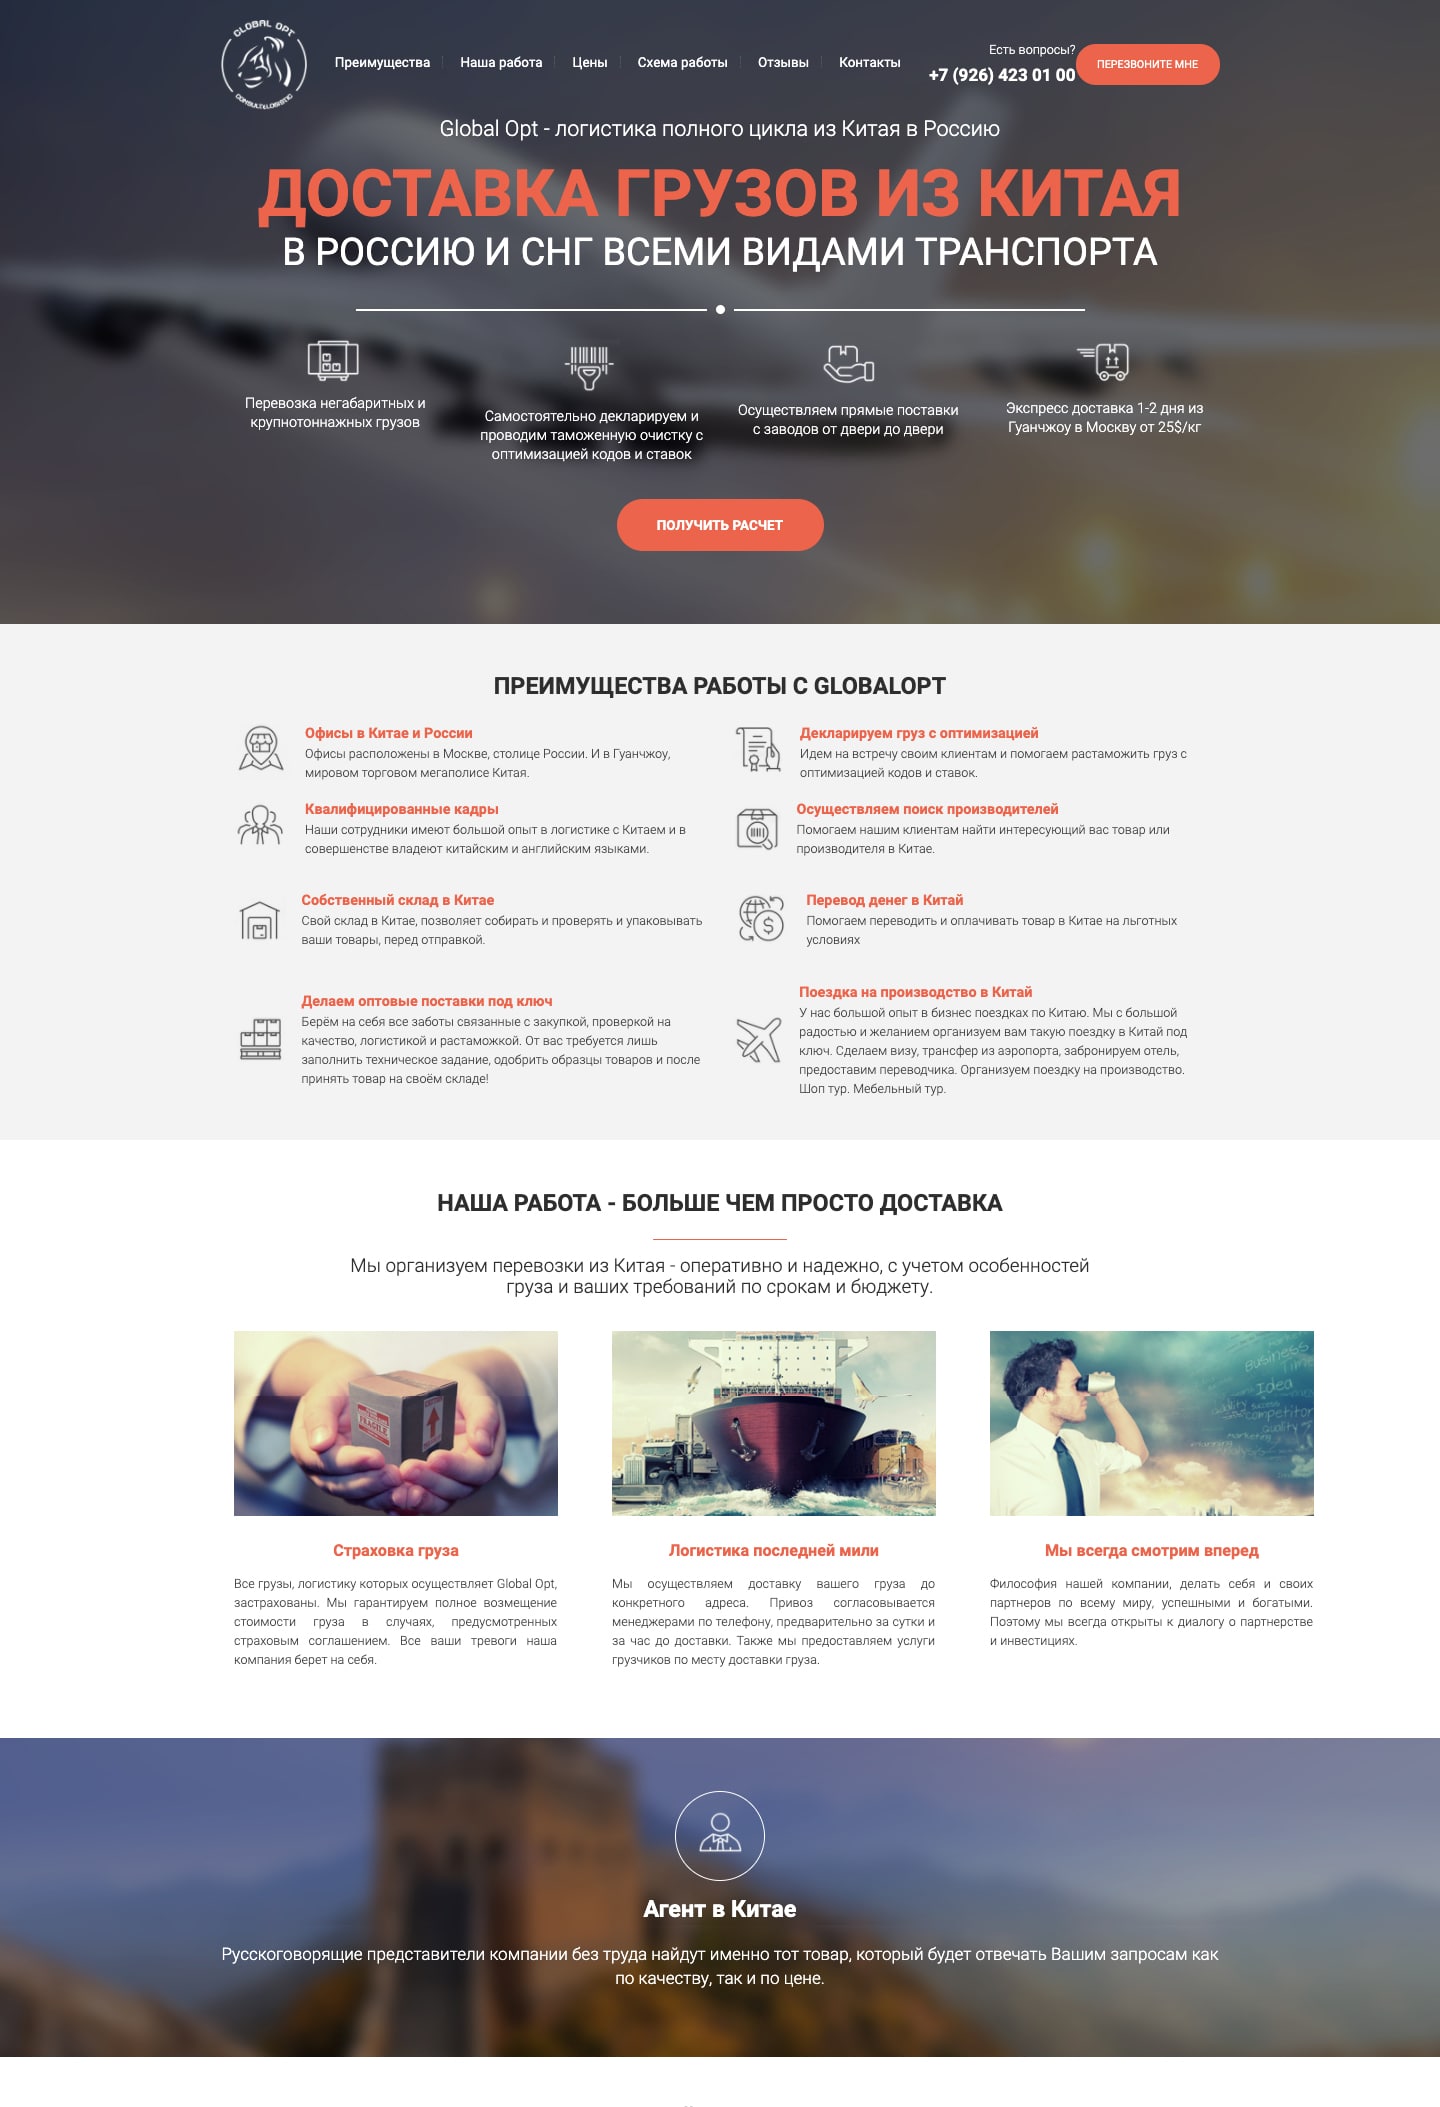 GLOBAL OPT
CONSULT&LOGISTIC
Преимущества
Наша работа
Цены
Схема работы
Отзывы
Контакты
Есть вопросы?
+7 (926) 423 01 00
ПЕРЕЗВОНИТЕ МНЕ
Global Opt - логистика полного цикла из Китая в Россию
ДОСТАВКА ГРУЗОВ ИЗ КИТАЯ
В РОССИЮ И СНГ ВСЕМИ ВИДАМИ ТРАНСПОРТА
Перевозка негабаритных и
крупнотоннажных грузов
Самостоятельно декларируем и
проводим таможенную очистку с
оптимизацией кодов и ставок
Осуществляем прямые поставки
с заводов от двери до двери
Экспресс доставка 1-2 дня из
Гуанчжоу в Москву от 25$/кг
ПОЛУЧИТЬ РАСЧЕТ
ПРЕИМУЩЕСТВА РАБОТЫ С GLOBALOPT
Офисы в Китае и России
Офисы расположены в Москве, столице России. И в Гуанчжоу,
мировом торговом мегаполисе Китая.
Декларируем груз с оптимизацией
Идем на встречу своим клиентам и помогаем растаможить груз с
оптимизацией кодов и ставок.
Квалифицированные кадры
Наши сотрудники имеют большой опыт в логистике с Китаем и в
совершенстве владеют китайским и английским языками.
Осуществляем поиск производителей
Помогаем нашим клиентам найти интересующий вас товар или
производителя в Китае.
Собственный склад в Китае
Свой склад в Китае, позволяет собирать и проверять и упаковывать
ваши товары, перед отправкой.
Перевод денег в Китай
Помогаем переводить и оплачивать товар в Китае на льготных
условиях
Делаем оптовые поставки под ключ
Берём на себя все заботы связанные с закупкой, проверкой на
качество, логистикой и растаможкой. От вас требуется лишь
заполнить техническое задание, одобрить образцы товаров и после
принять товар на своём складе!
Поездка на производство в Китай
У нас большой опыт в бизнес поездках по Китаю. Мы с большой
радостью и желанием организуем вам такую поездку в Китай под
ключ. Сделаем визу, трансфер из аэропорта, забронируем отель,
предоставим переводчика. Организуем поездку на производство.
Шоп тур. Мебельный тур.
НАША РАБОТА - БОЛЬШЕ ЧЕМ ПРОСТО ДОСТАВКА
Мы организуем перевозки из Китая - оперативно и надежно, с учетом особенностей
груза и ваших требований по срокам и бюджету.
FRAGILE
Business
Time
Idea
quality
success
competitor
quality
marketing
planning
Analysis
Страховка груза
Все грузы, логистику которых осуществляет Global Opt,
застрахованы. Мы гарантируем полное возмещение
стоимости груза в случаях, предусмотренных
страховым соглашением. Все ваши тревоги наша
компания берет на себя.
Логистика последней мили
Мы осуществляем доставку вашего груза до
конкретного адреса. Привоз согласовывается
менеджерами по телефону, предварительно за сутки и
за час до доставки. Также мы предоставляем услуги
грузчиков по месту доставки груза.
Мы всегда смотрим вперед
Философия нашей компании, делать себя и своих
партнеров по всему миру, успешными и богатыми.
Поэтому мы всегда открыты к диалогу о партнерстве
и инвестициях.
Агент в Китае
Русскоговорящие представители компании без труда найдут именно тот товар, который будет отвечать Вашим запросам как
по качеству, так и по цене.